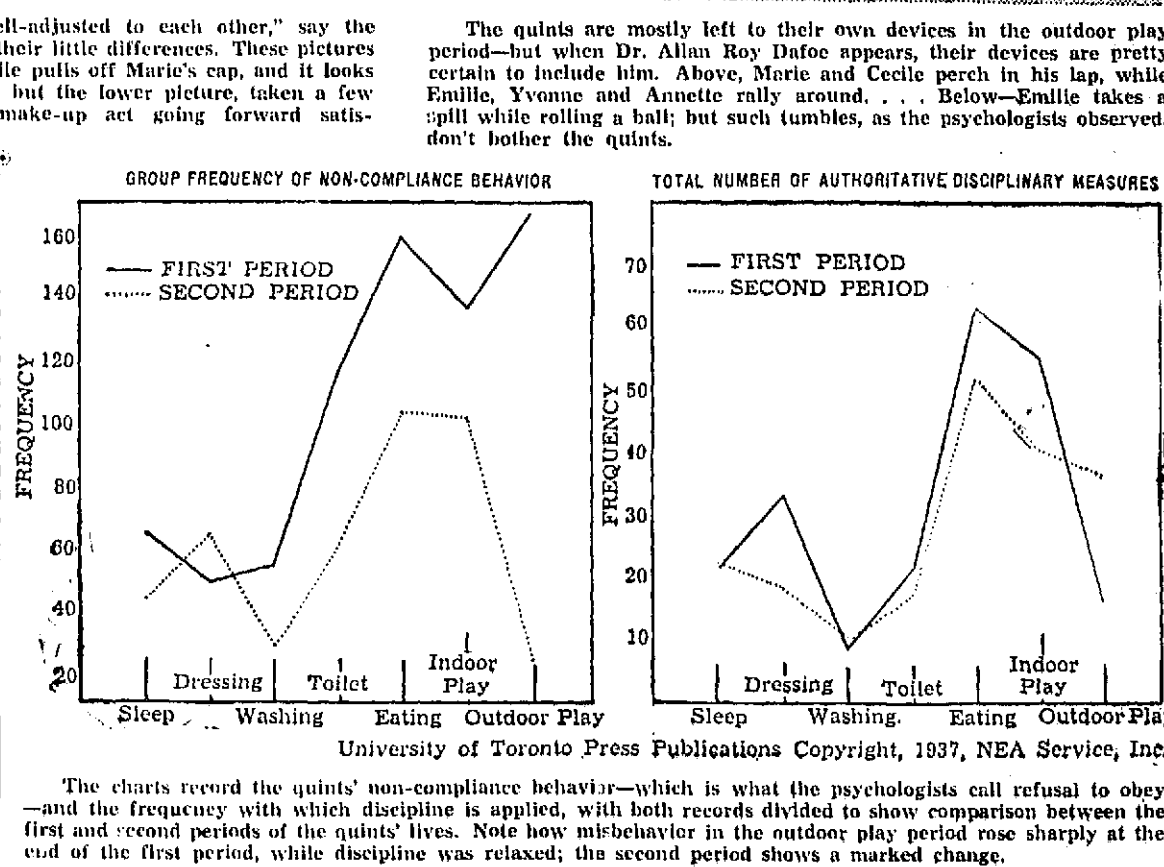 ell-adjusted to each other," say the
their little differences. These pictures
ile pulls off Marie's cap, and it looks
but the lower picture, taken a few
make-up act going forward satis-
The quints are mostly left to their own devices in the outdoor play
period—but when Dr. Allan Roy Dafoe appears, their devices are pretty
certain to include him. Above, Marie and Cecile perch in his lap, while
Emilie, Yvonne and Annette rally around. . . . Below—Emilie takes a
spill while rolling a ball; but such tumbles, as the psychologists observed,
don't bother the quints.
GROUP FREQUENCY OF NON-COMPLIANCE BEHAVIOR
160
140
120
100
80
60
40
20
FREQUENCY
FIRST PERIOD
SECOND PERIOD
Dressing Toilet Indoor Play
Sleep Washing Eating Outdoor Play
TOTAL NUMBER OF AUTHORITATIVE DISCIPLINARY MEASURES
70
60
50
40
30
20
10
FREQUENCY
FIRST PERIOD
SECOND PERIOD
Dressing Toilet Indoor Play
Sleep Washing. Eating Outdoor Pla
University of Toronto Press Publications Copyright, 1937, NEA Service, Inc
The charts record the quints' non-compliance behavior—which is what the psychologists call refusal to obey
—and the frequency with which discipline is applied, with both records divided to show comparison between the
first and second periods of the quints' lives. Note how misbehavior in the outdoor play period rose sharply at the
end of the first period, while discipline was relaxed; the second period shows a marked change.